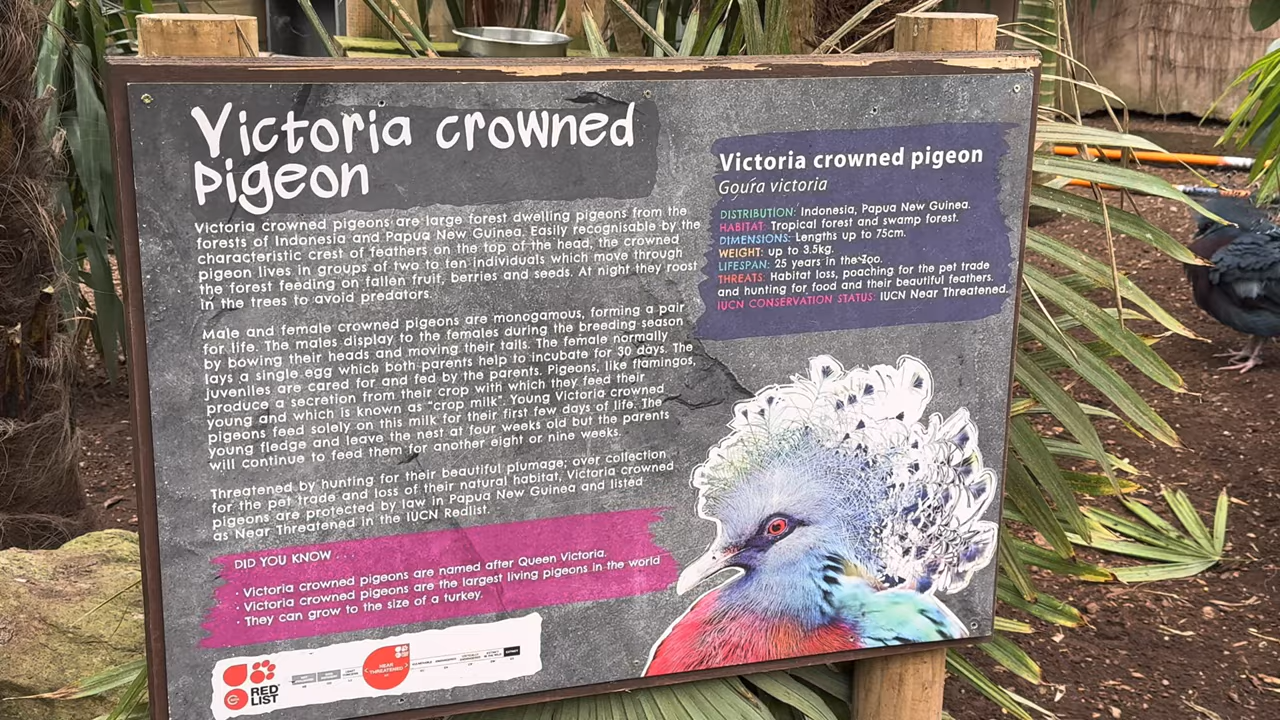 Victoria crowned
pigeon
Victoria crowned pigeons are large forest dwelling pigeons from the
forests of Indonesia and Papua New Guinea. Easily recognisable by the
characteristic crest of feathers on the top of the head, the crowned
pigeon lives in groups of two to ten individuals which move through
the forest feeding on fallen fruit, berries and seeds. At night they roost
in the trees to avoid predators.
Male and female crowned pigeons are monogamous, forming a pair
for life. The males display to the females during the breeding season
by bowing their heads and moving their tails. The female normally
lays a single egg which both parents help to incubate for 30 days. The
juveniles are cared for and fed by the parents. Pigeons, like flamingos,
produce a secretion from their crop with which they feed their
young and which is known as "crop milk". Young Victoria crowned
pigeons feed solely on this milk for their first few days of life. The
young fledge and leave the nest at four weeks old but the parents
will continue to feed them for another eight or nine weeks.
Threatened by hunting for their beautiful plumage; over collection
for the pet trade and loss of their natural habitat, Victoria crowned
pigeons are protected by law in Papua New Guinea and listed
as Near Threatened in the IUCN Redlist.
DID YOU KNOW . . .
· Victoria crowned pigeons are named after Queen Victoria.
· Victoria crowned pigeons are the largest living pigeons in the world
· They can grow to the size of a turkey.
RED
LIST
NEAR
THREATENED
Victoria crowned pigeon
Goura victoria
DISTRIBUTION: Indonesia, Papua New Guinea.
HABITAT: Tropical forest and swamp forest.
DIMENSIONS: Lengths up to 75cm.
WEIGHT: up to 3.5kg.
LIFESPAN: 25 years in the Zoo.
THREATS: Habitat loss, poaching for the pet trade
and hunting for food and their beautiful feathers.
IUCN CONSERVATION STATUS: IUCN Near Threatened.